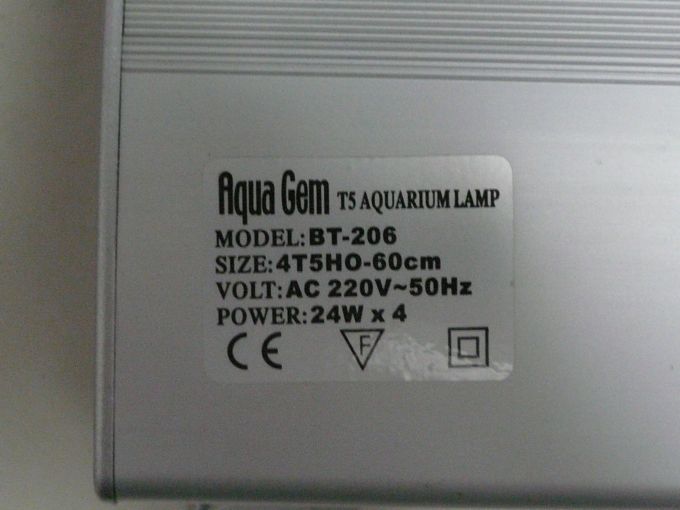 Aqua Gem T5 AQUARIUM LAMP
MODEL:BT-206
SIZE:4T5HO-60cm
VOLT:AC 220V~50Hz
POWER:24W x 4
CE F